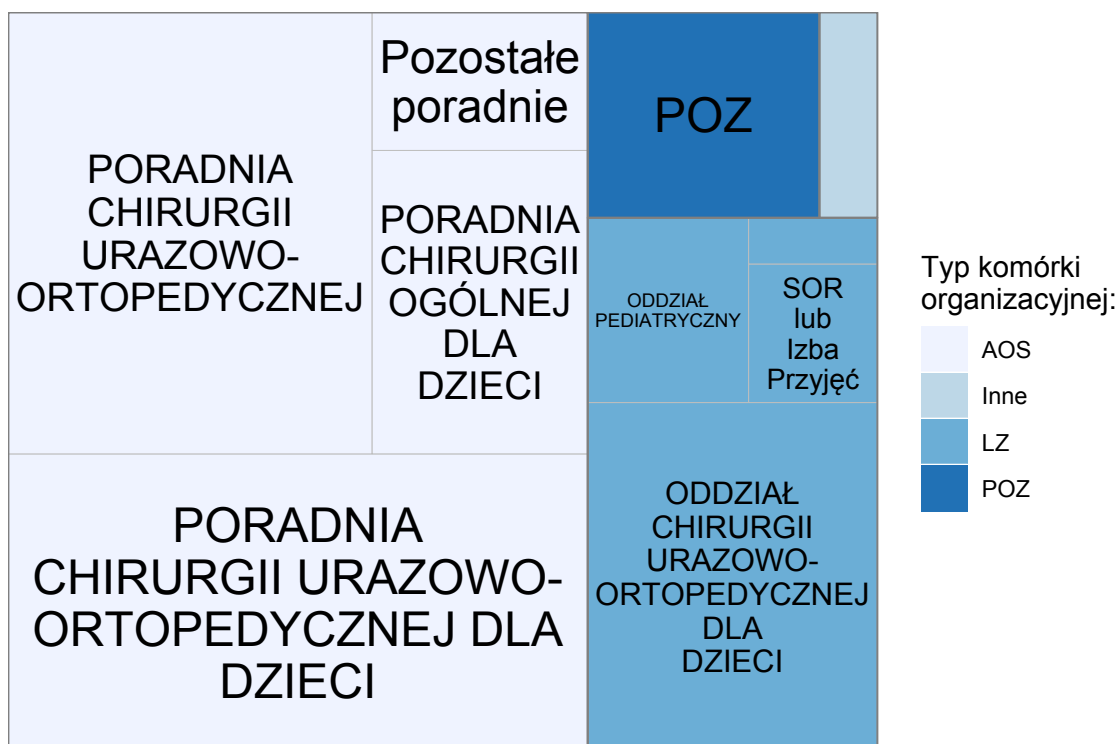 PORADNIA
CHIRURGII
URAZOWO-
ORTOPEDYCZNEJ
Pozostałe
poradnie
PORADNIA
CHIRURGII
OGÓLNEJ
DLA
DZIECI
PORADNIA
CHIRURGII URAZOWO-
ORTOPEDYCZNEJ DLA
DZIECI
POZ
ODDZIAŁ
PEDIATRYCZNY
SOR
lub
Izba
Przyjęć
ODDZIAŁ
CHIRURGII
URAZOWO-
ORTOPEDYCZNEJ
DLA
DZIECI
Typ komórki
organizacyjnej:
AOS
Inne
LZ
POZ